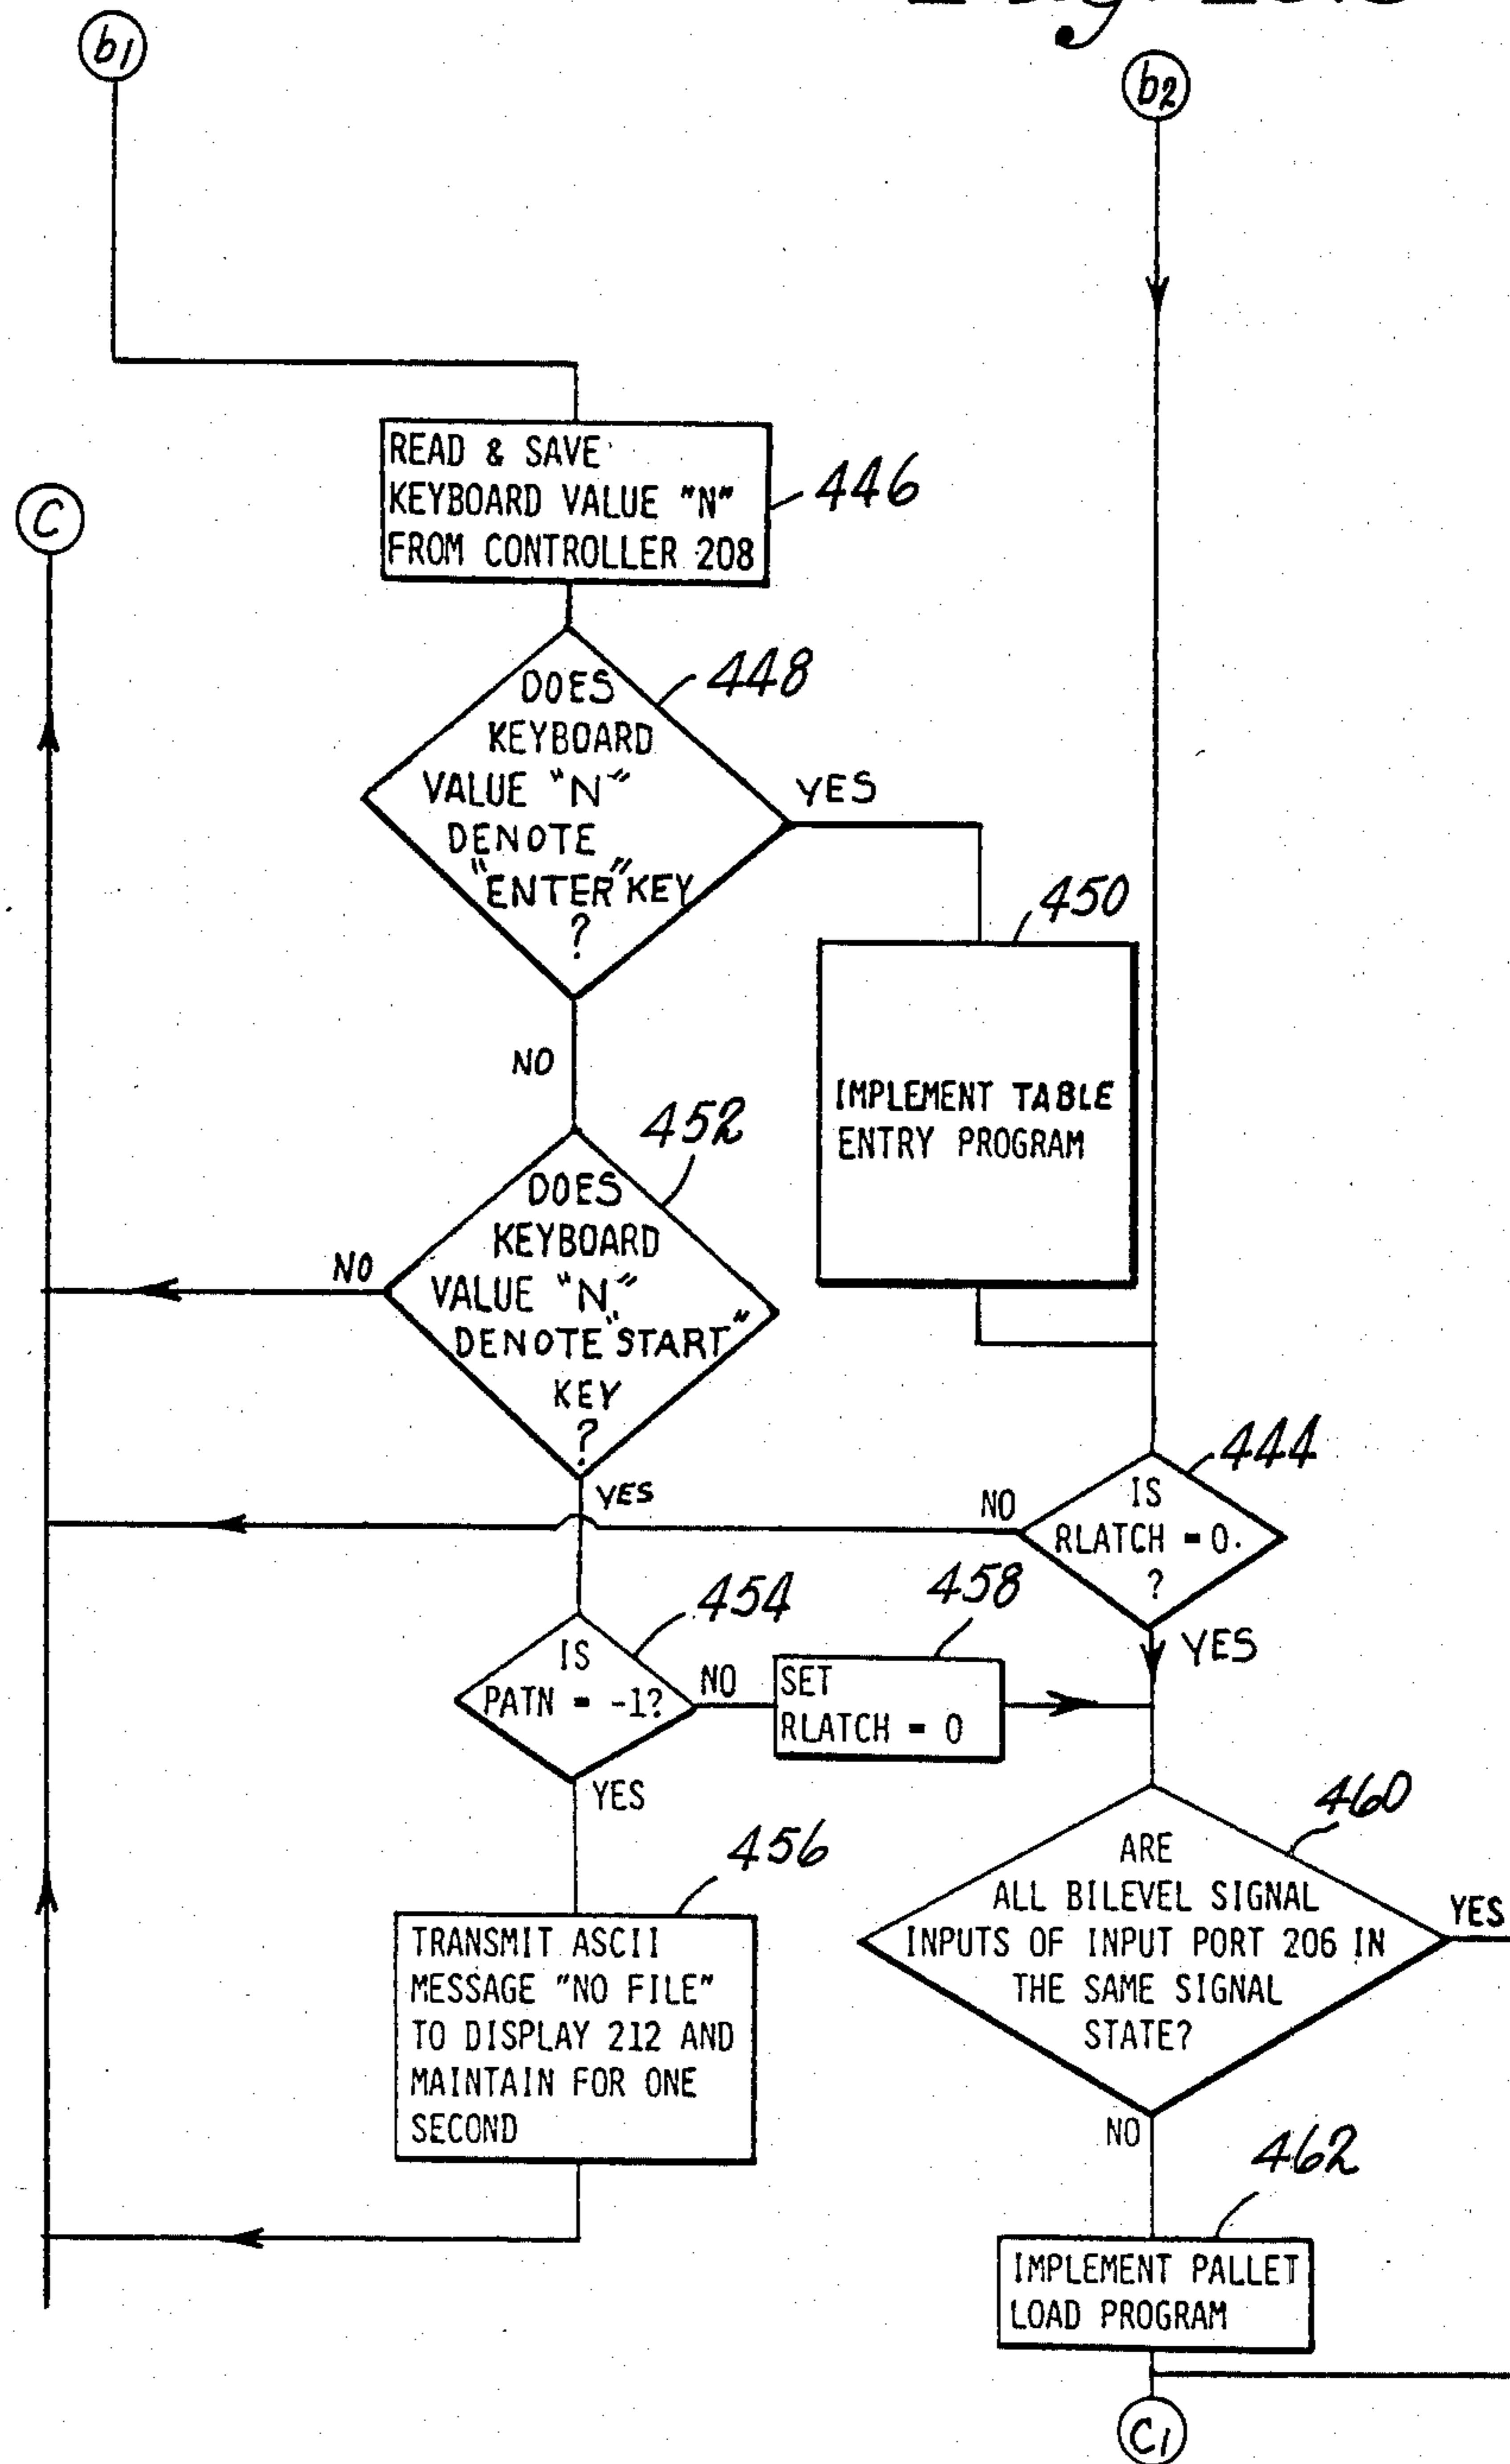 b1
b2
READ & SAVE
KEYBOARD VALUE "N"
FROM CONTROLLER 208
446
C
DOES
KEYBOARD
VALUE "N"
DENOTE
"ENTER" KEY
?
448
YES
NO
450
IMPLEMENT TABLE
ENTRY PROGRAM
452
DOES
KEYBOARD
VALUE "N"
DENOTE "START"
KEY
?
NO
YES
444
IS
RLATCH = 0
?
NO
YES
454
IS
PATN = -1?
NO
YES
458
SET
RLATCH = 0
456
TRANSMIT ASCII
MESSAGE "NO FILE"
TO DISPLAY 212 AND
MAINTAIN FOR ONE
SECOND
460
ARE
ALL BILEVEL SIGNAL
INPUTS OF INPUT PORT 206 IN
THE SAME SIGNAL
STATE?
YES
NO
462
IMPLEMENT PALLET
LOAD PROGRAM
C1